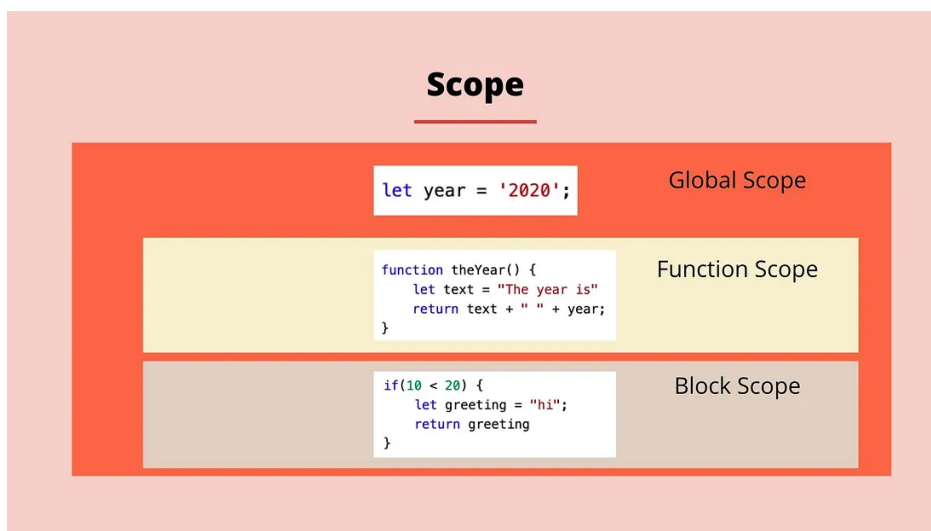 Scope
let year = '2020';
Global Scope
function theYear() {
let text = "The year is"
return text + " " + year;
}
Function Scope
if(10 < 20) {
let greeting = "hi";
return greeting
}
Block Scope